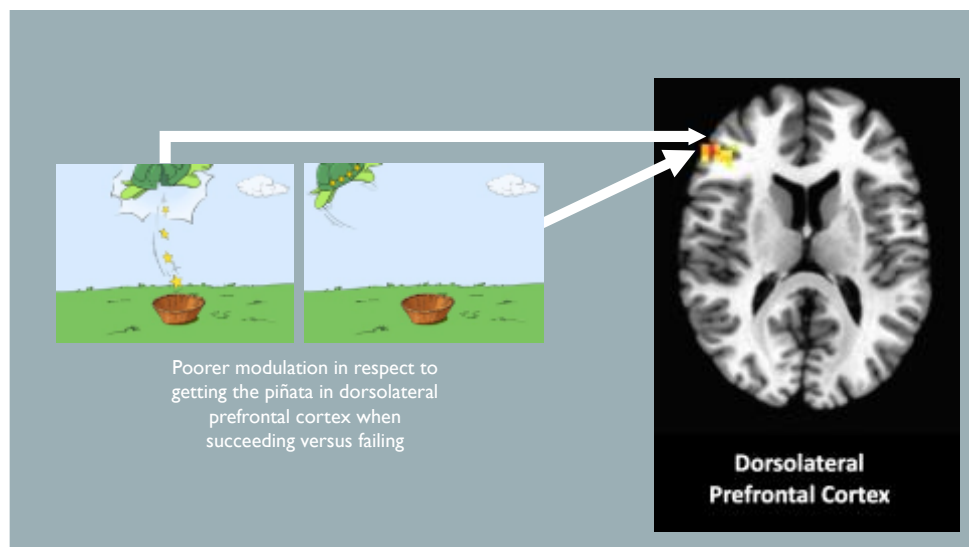 Poorer modulation in respect to
getting the piñata in dorsolateral
prefrontal cortex when
succeeding versus failing
Dorsolateral
Prefrontal Cortex